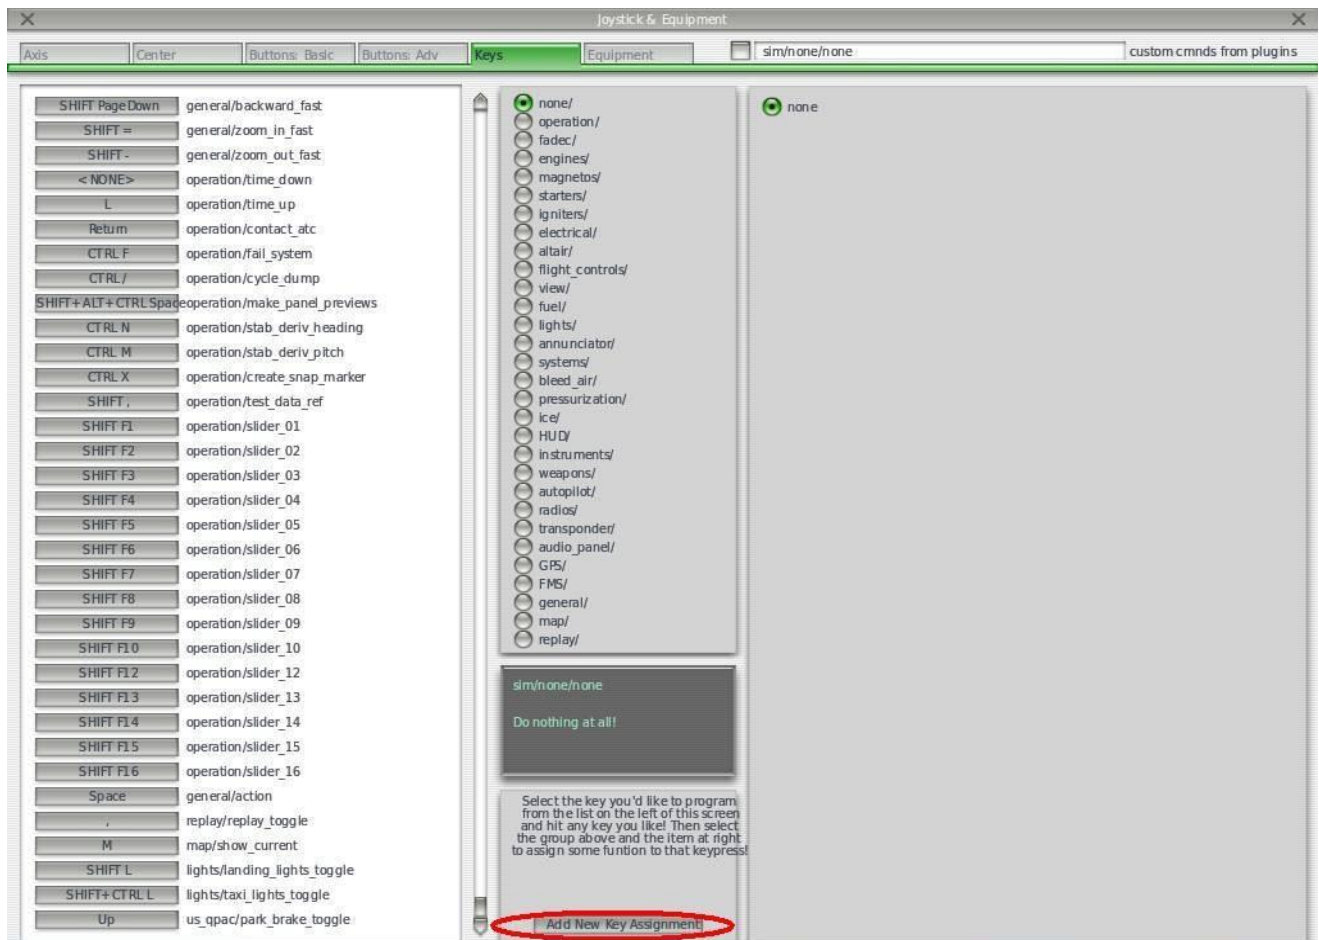 Joystick & Equipment
Axis
Center
Buttons: Basic
Buttons: Adv
Keys
Equipment
sim/none/none
custom cmnds from plugins
SHIFT PageDown general/backward_fast
SHIFT = general/zoom_in_fast
SHIFT - general/zoom_out_fast
< NONE> operation/time_down
L operation/time_up
Return operation/contact_atc
CTRL F operation/fail_system
CTRL / operation/cycle_dump
SHIFT+ALT+CTRL Space operation/make_panel_previews
CTRL N operation/stab_deriv_heading
CTRL M operation/stab_deriv_pitch
CTRL X operation/create_snap_marker
SHIFT , operation/test_data_ref
SHIFT F1 operation/slider_01
SHIFT F2 operation/slider_02
SHIFT F3 operation/slider_03
SHIFT F4 operation/slider_04
SHIFT F5 operation/slider_05
SHIFT F6 operation/slider_06
SHIFT F7 operation/slider_07
SHIFT F8 operation/slider_08
SHIFT F9 operation/slider_09
SHIFT F10 operation/slider_10
SHIFT F12 operation/slider_12
SHIFT F13 operation/slider_13
SHIFT F14 operation/slider_14
SHIFT F15 operation/slider_15
SHIFT F16 operation/slider_16
Space general/action
, replay/replay_toggle
M map/show_current
SHIFT L lights/landing_lights_toggle
SHIFT+CTRL L lights/taxi_lights_toggle
Up us_qpac/park_brake_toggle
none/
operation/
fadec/
engines/
magnetos/
starters/
igniters/
electrical/
altair/
flight_controls/
view/
fuel/
lights/
annunciator/
systems/
bleed_air/
pressurization/
ice/
HUD/
instruments/
weapons/
autopilot/
radios/
transponder/
audio_panel/
GPS/
FMS/
general/
map/
replay/
sim/none/none
Do nothing at all!
Select the key you'd like to program
from the list on the left of this screen
and hit any key you like! Then select
the group above and the item at right
to assign some funtion to that keypress!
Add New Key Assignment
none